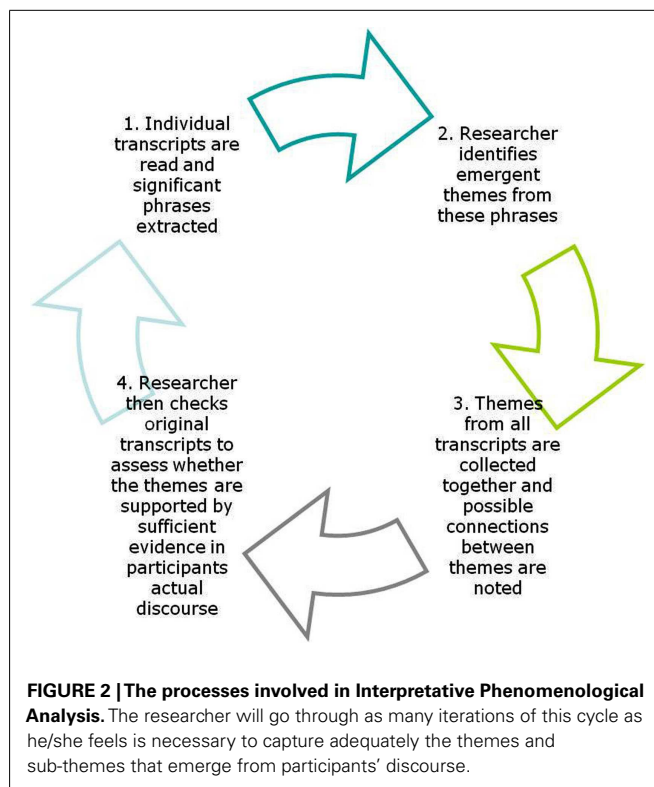 1. Individual
transcripts are
read and
significant
phrases
extracted
2. Researcher
identifies
emergent
themes from
these phrases
3. Themes
from all
transcripts are
collected
together and
possible
connections
between
themes are
noted
4. Researcher
then checks
original
transcripts to
assess whether
the themes are
supported by
sufficient
evidence in
participants
actual
discourse
FIGURE 2 | The processes involved in Interpretative Phenomenological
Analysis. The researcher will go through as many iterations of this cycle as
he/she feels is necessary to capture adequately the themes and
sub-themes that emerge from participants’ discourse.